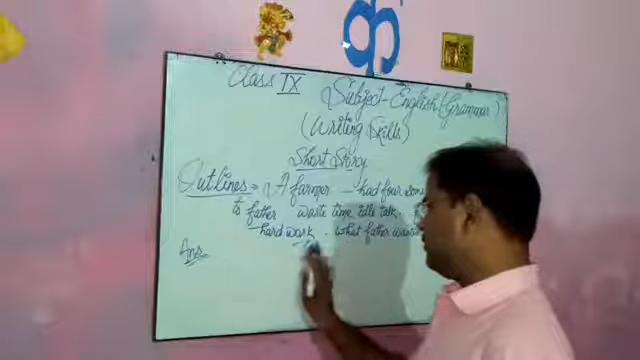 क
Class IX
Subject - English (Grammar)
(Writing Skills)
Short Story
Outlines = A farmer - had four sons
to father waste time idle talk.
hard work . what father
Ans